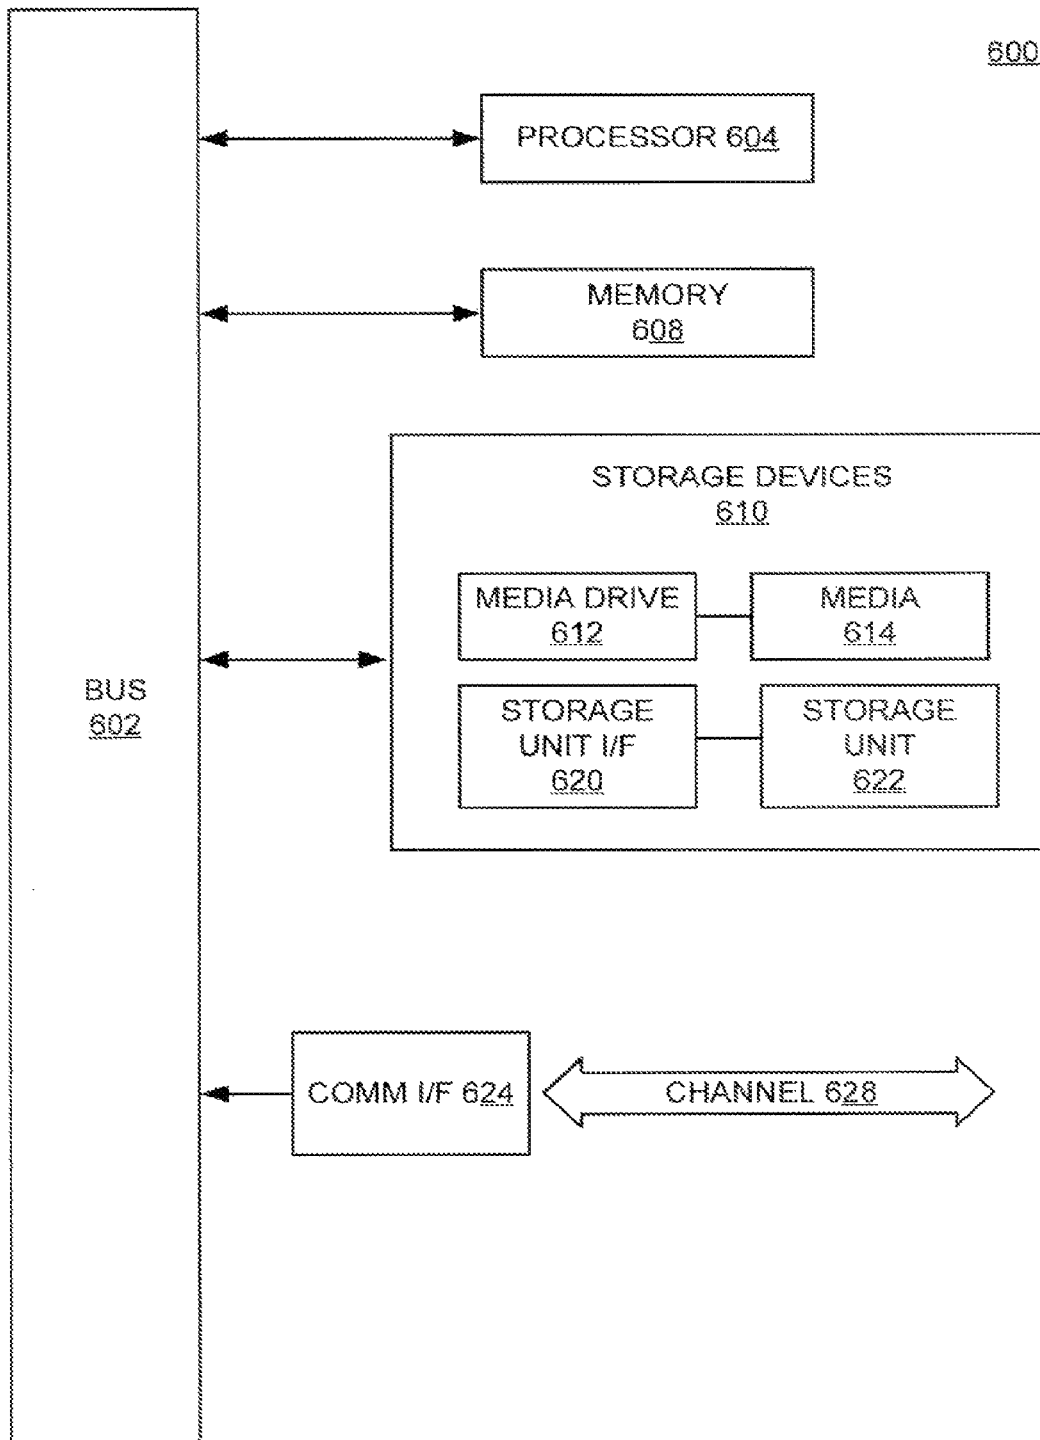 600
PROCESSOR 604
MEMORY
608
STORAGE DEVICES
610
MEDIA DRIVE
612
MEDIA
614
BUS
602
STORAGE
UNIT I/F
620
STORAGE
UNIT
622
COMM I/F 624
CHANNEL 628